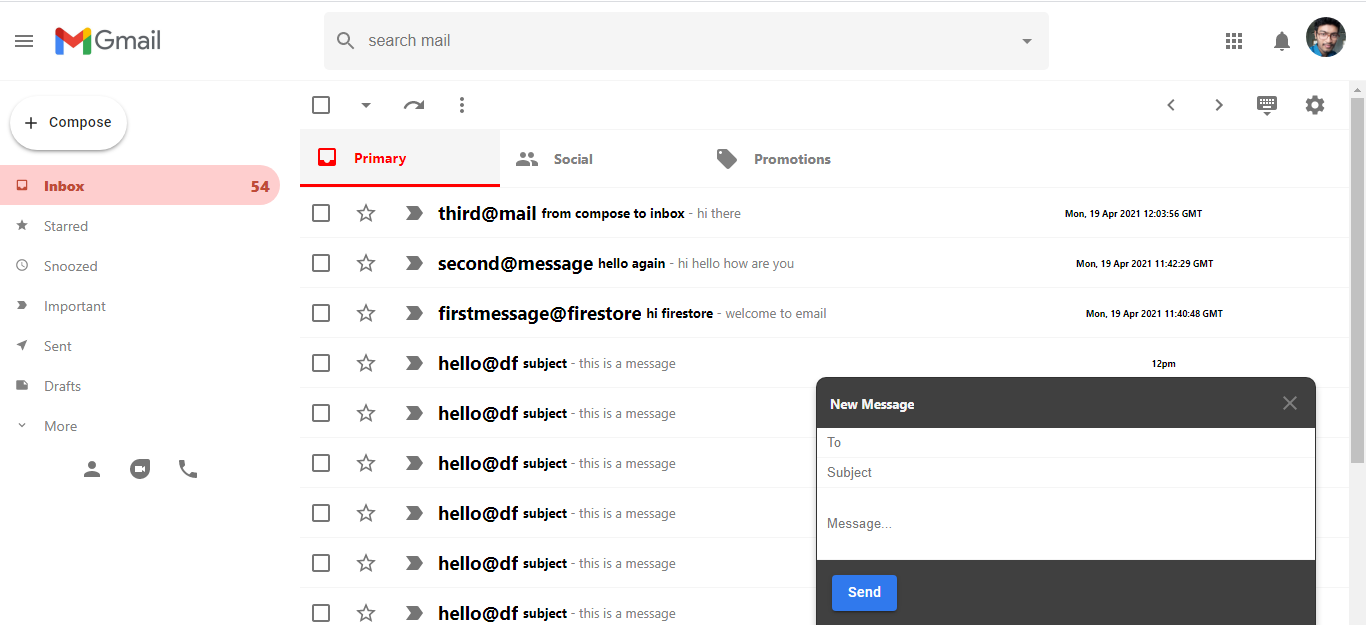 Gmail
search mail
Compose
Inbox 54
Starred
Snoozed
Important
Sent
Drafts
More
Primary Social Promotions
third@mail from compose to inbox - hi there Mon, 19 Apr 2021 12:03:56 GMT
second@message hello again - hi hello how are you Mon, 19 Apr 2021 11:42:29 GMT
firstmessage@firestore hi firestore - welcome to email Mon, 19 Apr 2021 11:40:48 GMT
hello@df subject - this is a message 12pm
hello@df subject - this is a message
hello@df subject - this is a message
hello@df subject - this is a message
hello@df subject - this is a message
hello@df subject - this is a message
New Message
To
Subject
Message...
Send